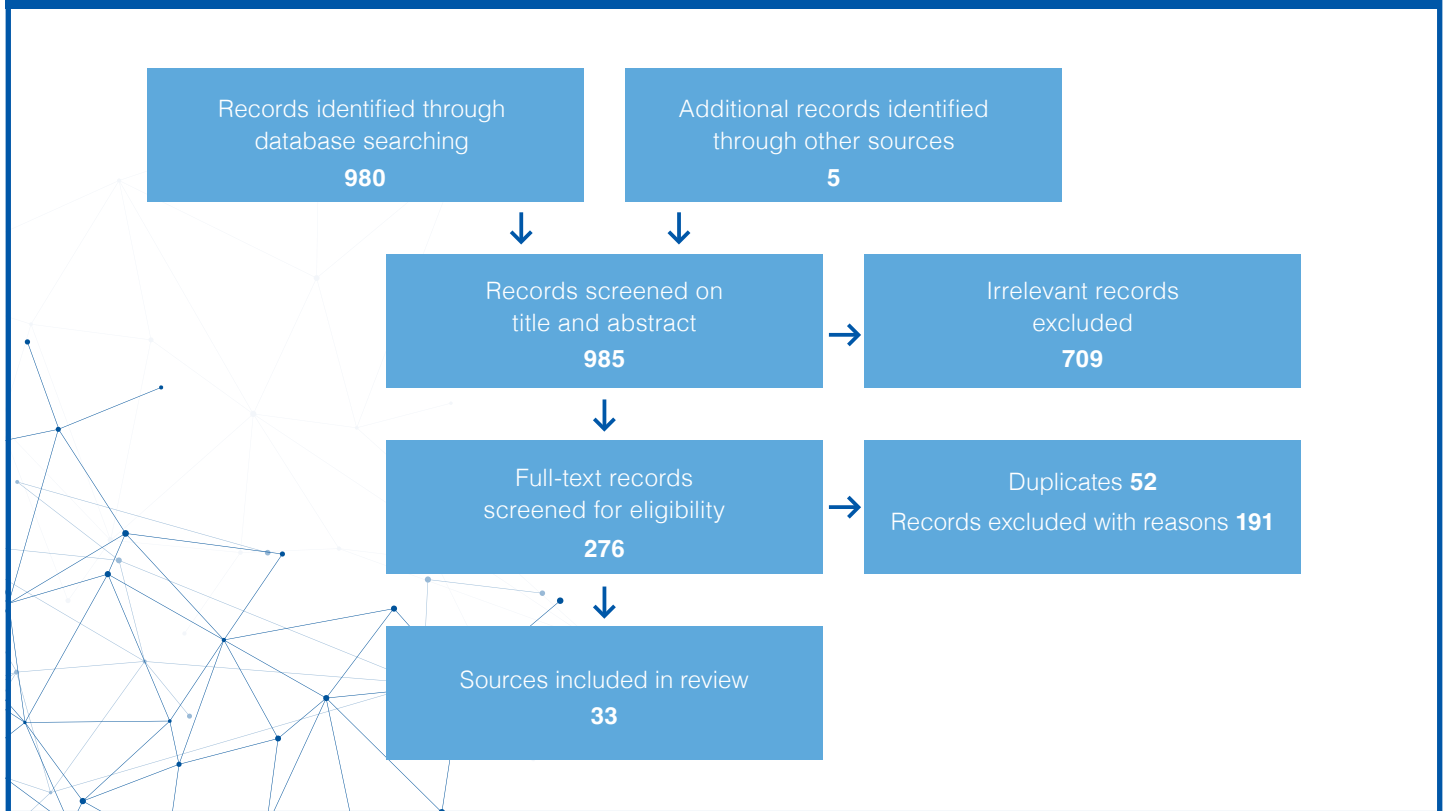 Records identified through
database searching
980
Additional records identified
through other sources
5
Records screened on
title and abstract
985
Irrelevant records
excluded
709
Full-text records
screened for eligibility
276
Duplicates 52
Records excluded with reasons 191
Sources included in review
33